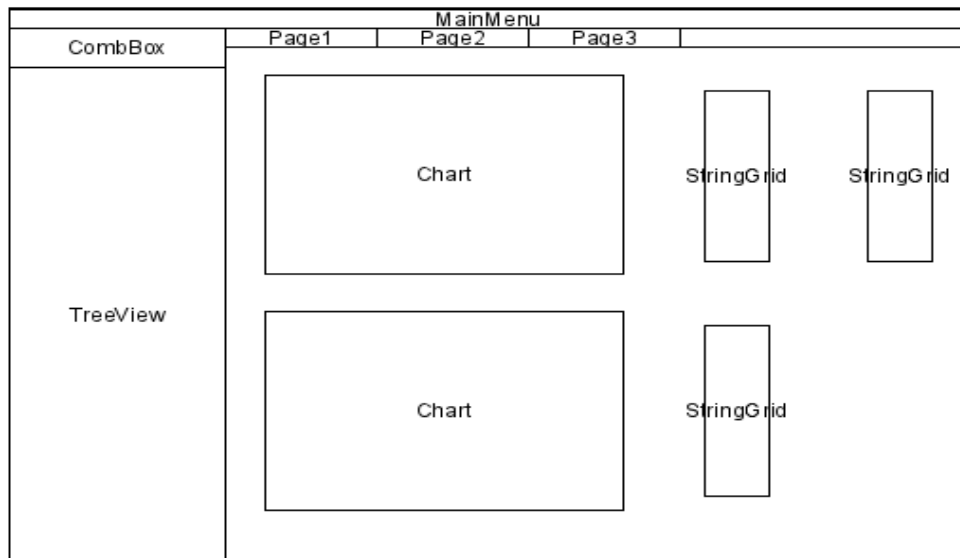 MainMenu
CombBox
Page1 Page2 Page3
Chart
StringGrid
StringGrid
TreeView
Chart
StringGrid